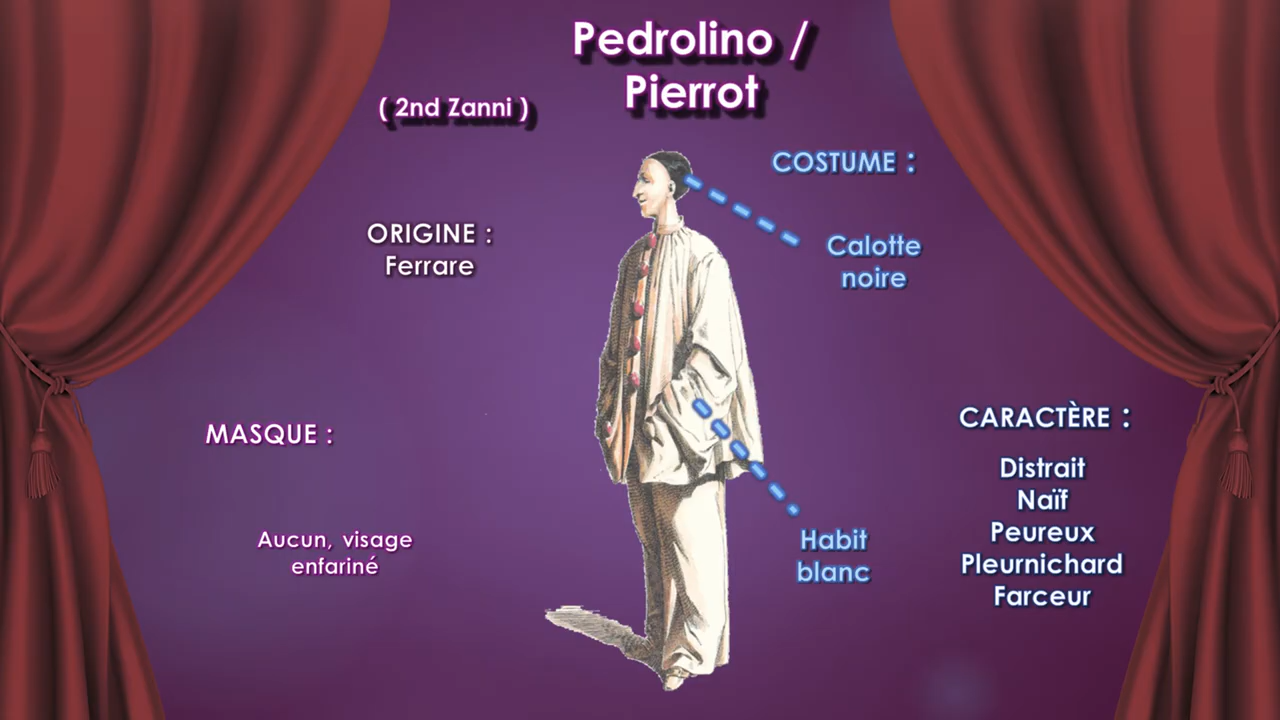 Pedrolino /
Pierrot
( 2nd Zanni )
ORIGINE :
Ferrare
MASQUE :
Aucun, visage
enfariné
COSTUME :
Calotte
noire
Habit
blanc
CARACTÈRE :
Distrait
Naïf
Peureux
Pleurnichard
Farceur